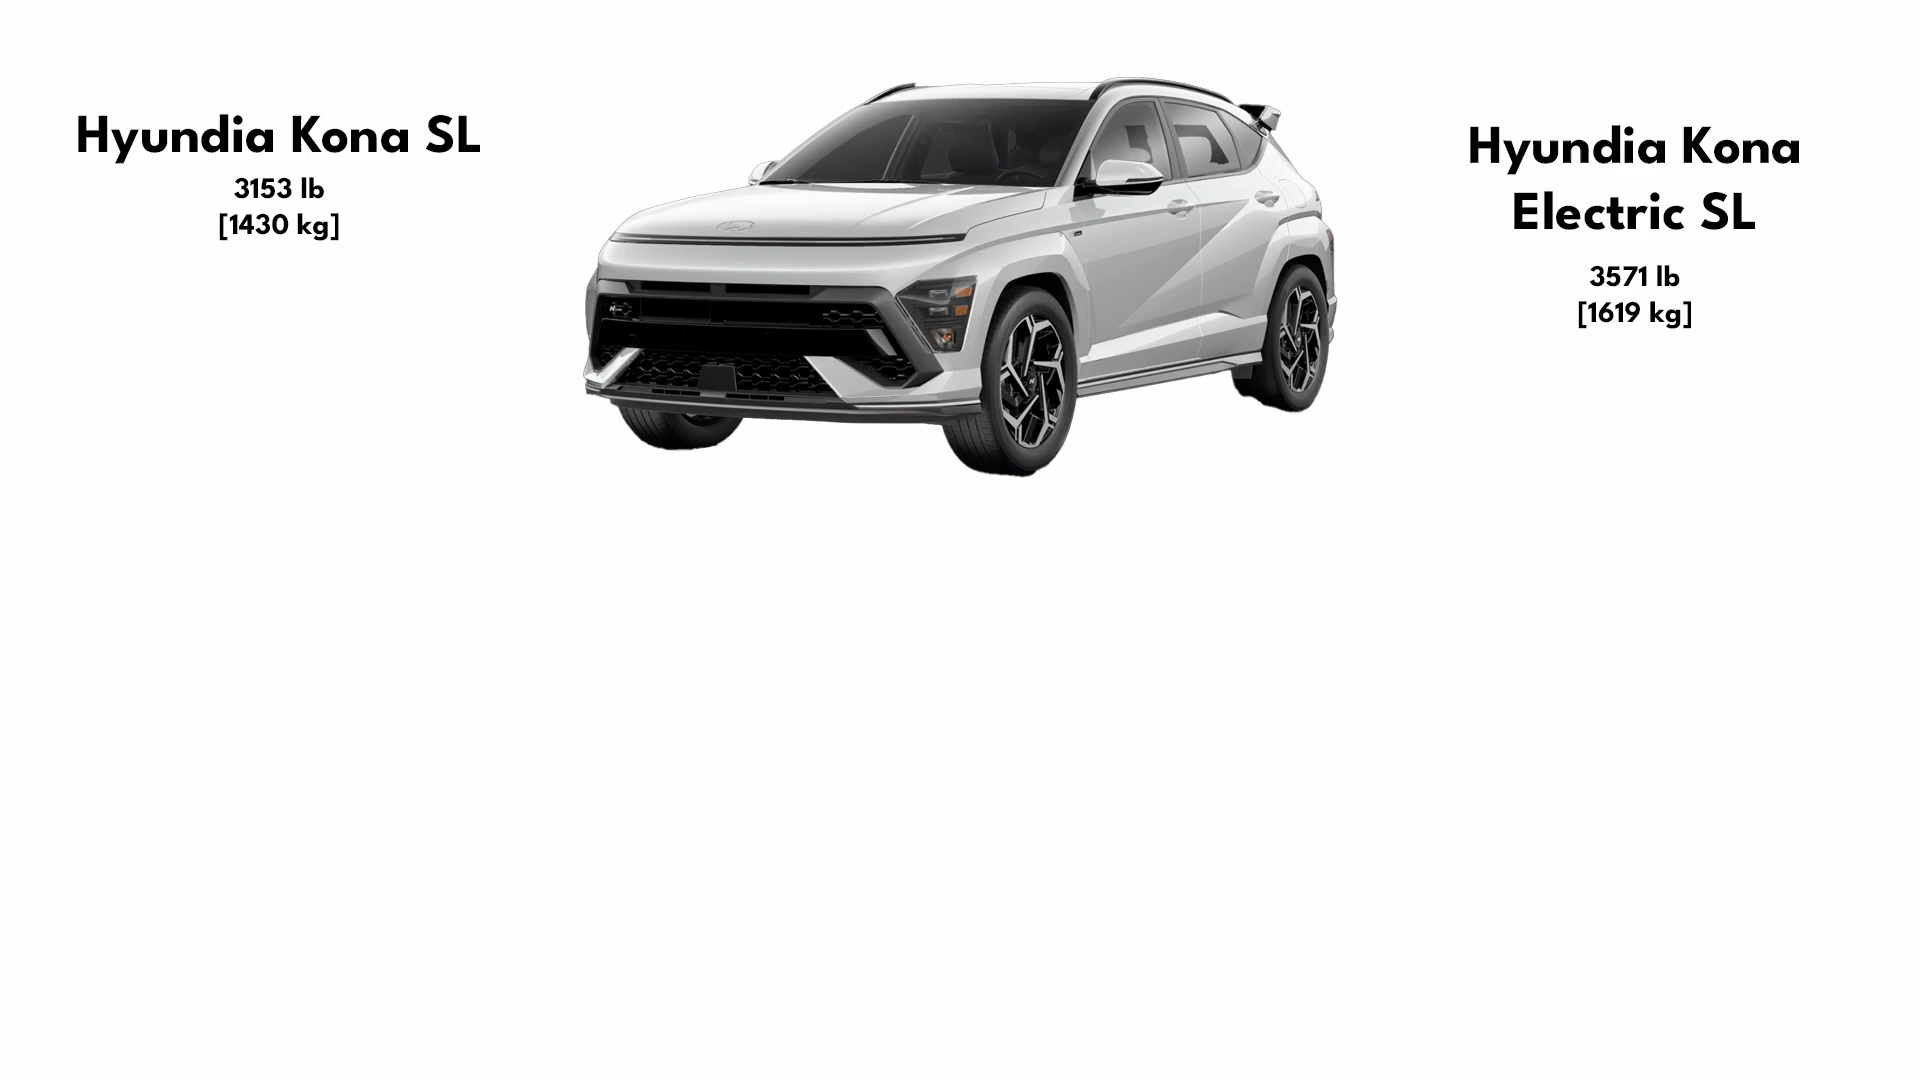 Hyundia Kona SL
3153 lb
[1430 kg]
Hyundia Kona
Electric SL
3571 lb
[1619 kg]